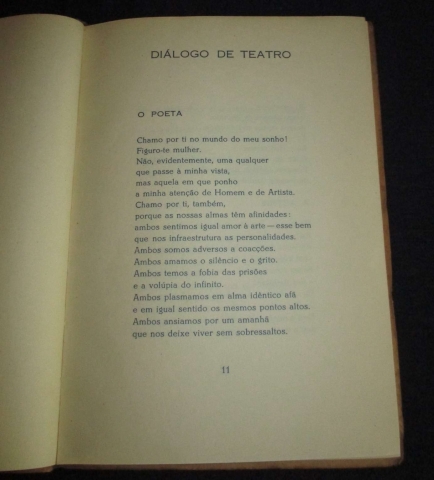 DIÁLOGO DE TEATRO
O POETA
Chamo por ti no mundo do meu sonho!
Figuro-te mulher.
Não, evidentemente, uma qualquer
que passe à minha vista,
mas aquela em que ponho
a minha atenção de Homem e de Artista.
Chamo por ti, também,
porque as nossas almas têm afinidades:
ambos sentimos igual amor à arte—esse bem
que nos infraestrutura as personalidades.
Ambos somos adversos a coacções.
Ambos amamos o silêncio e o grito.
Ambos temos a fobia das prisões
e a volúpia do infinito.
Ambos plasmamos em alma idêntico afã
e em igual sentido os mesmos pontos altos.
Ambos ansiamos por um amanhã
que nos deixe viver sem sobressaltos.
11